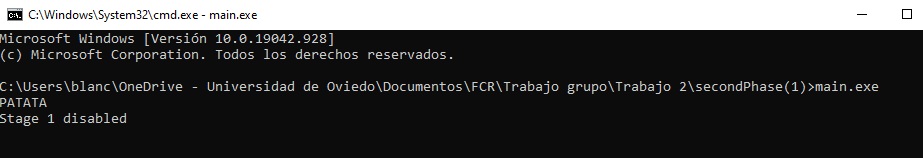 C:\Windows\System32\cmd.exe - main.exe
Microsoft Windows [Versión 10.0.19042.928]
(c) Microsoft Corporation. Todos los derechos reservados.
C:\Users\blanc\OneDrive - Universidad de Oviedo\Documentos\FCR\Trabajo grupo\Trabajo 2\secondPhase(1)>main.exe
PATATA
Stage 1 disabled